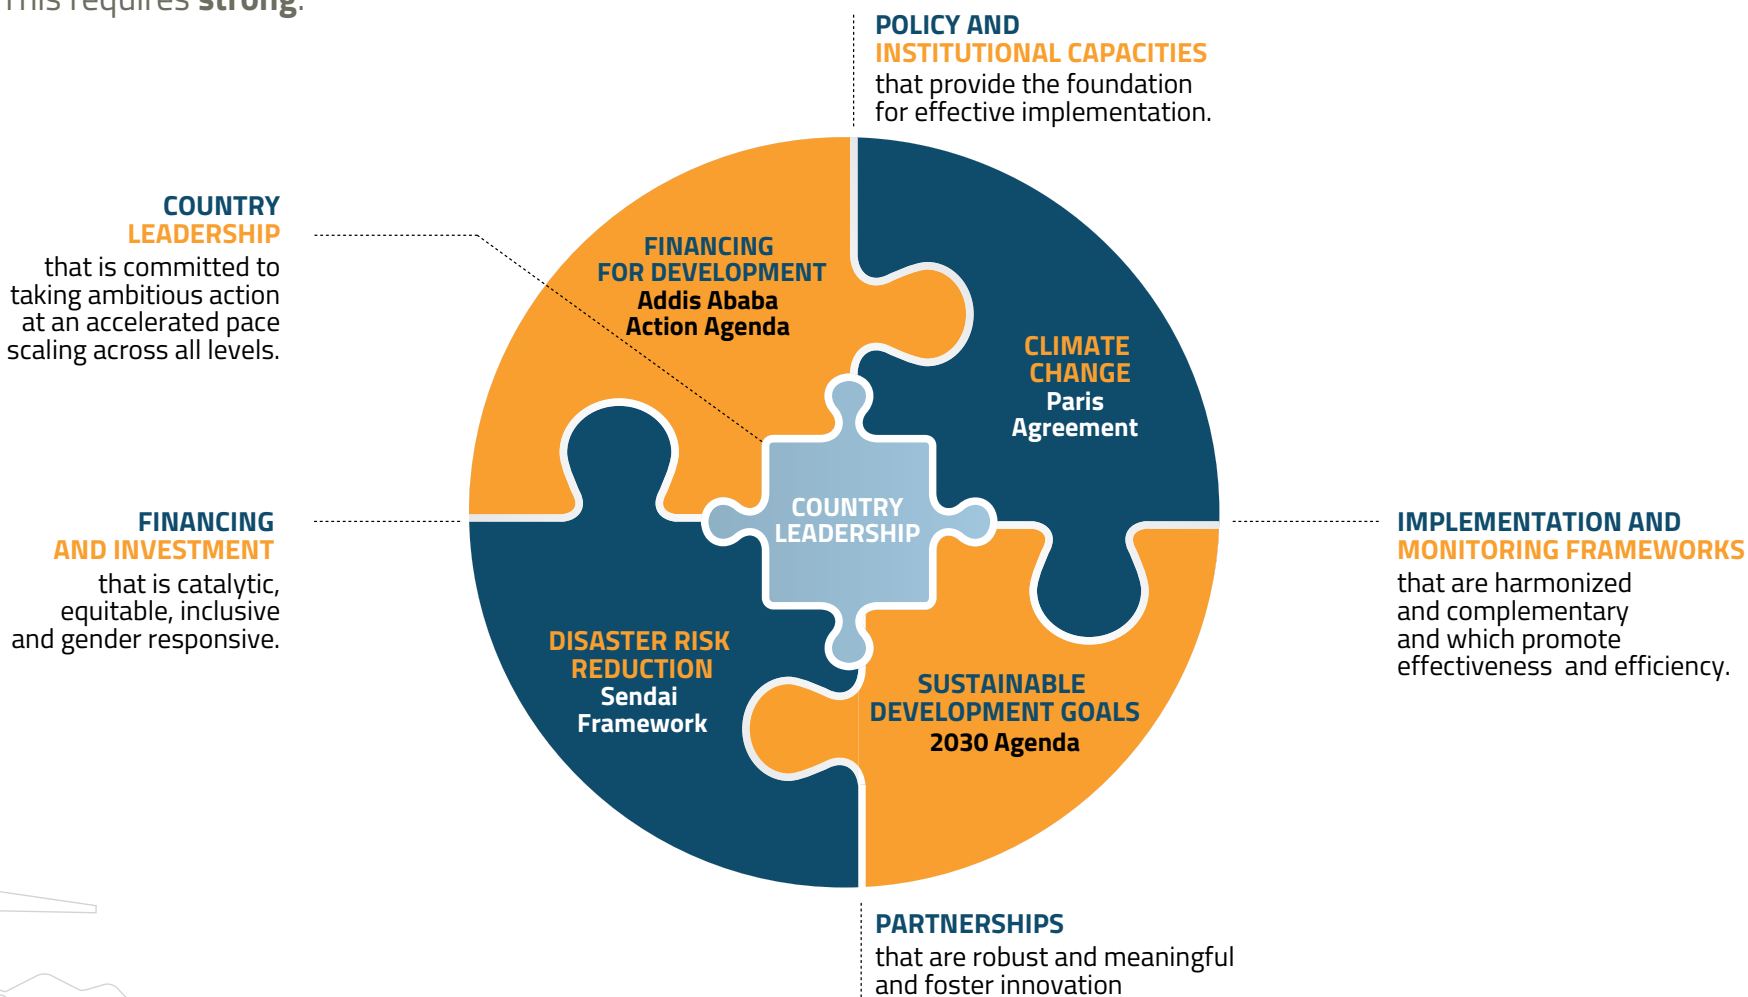 This requires strong:
POLICY AND
INSTITUTIONAL CAPACITIES
that provide the foundation
for effective implementation.
COUNTRY
LEADERSHIP
that is committed to
taking ambitious action
at an accelerated pace
scaling across all levels.
FINANCING
FOR DEVELOPMENT
Addis Ababa
Action Agenda
CLIMATE
CHANGE
Paris
Agreement
COUNTRY
LEADERSHIP
FINANCING
AND INVESTMENT
that is catalytic,
equitable, inclusive
and gender responsive.
IMPLEMENTATION AND
MONITORING FRAMEWORKS
that are harmonized
and complementary
and which promote
effectiveness and efficiency.
DISASTER RISK
REDUCTION
Sendai
Framework
SUSTAINABLE
DEVELOPMENT GOALS
2030 Agenda
PARTNERSHIPS
that are robust and meaningful
and foster innovation